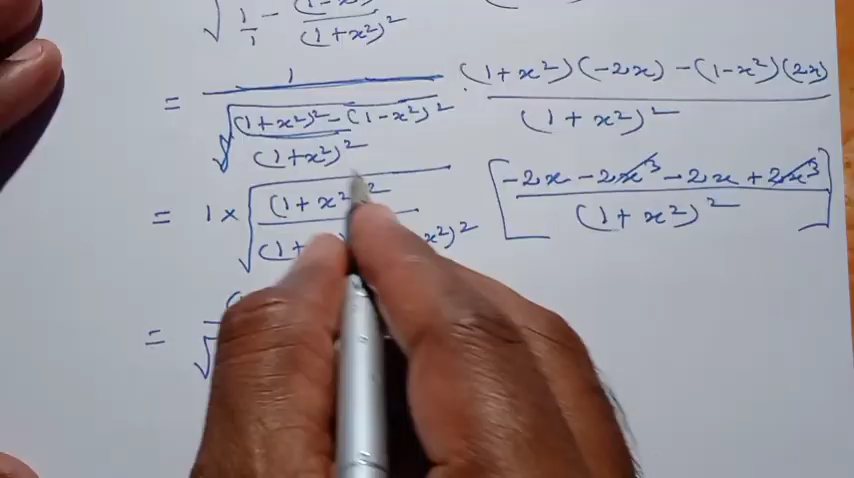 √ 1/1 - (1-x²)²/(1+x²)²
= 1/√((1+x²)² - (1-x²)²/(1+x²)²) · (1+x²)(-2x) - (1-x²)(2x)/(1+x²)²
= 1 × √ (1+x²)²/(1+ x²)² [-2x - 2x³ - 2x + 2x³/(1+x²)²]
= √